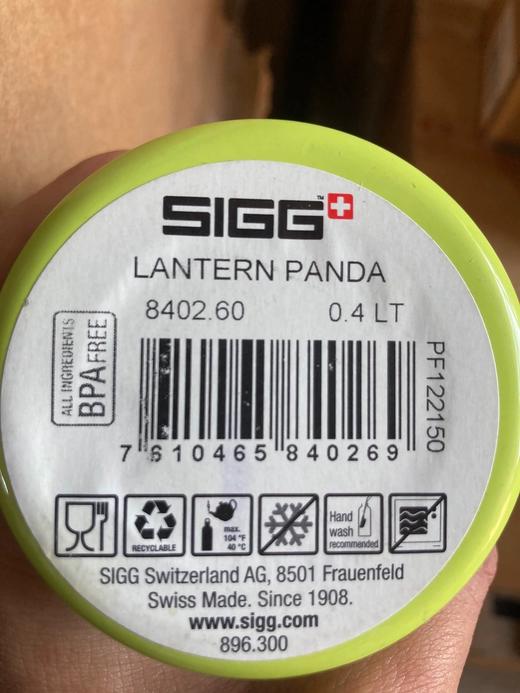 SIGG™
LANTERN PANDA
8402.60 0.4 LT
ALL INGREDIENTS
BPA FREE
PF122150
7 610465 840269
RECYCLABLE
max.
104 °F
40 °C
Hand
wash
recommended
SIGG Switzerland AG, 8501 Frauenfeld
Swiss Made. Since 1908.
www.sigg.com
896.300